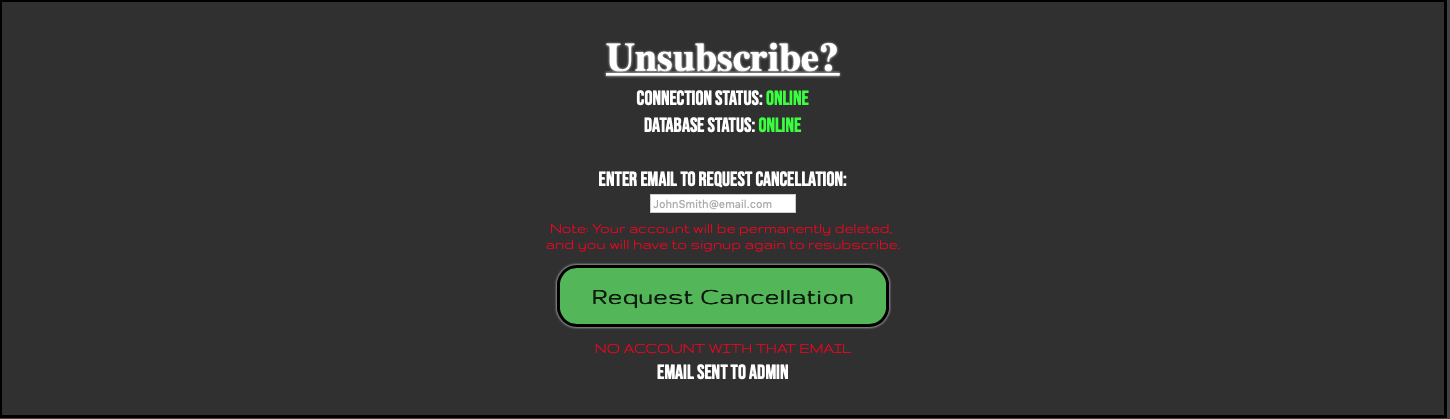 Unsubscribe?
CONNECTION STATUS: ONLINE
DATABASE STATUS: ONLINE
ENTER EMAIL TO REQUEST CANCELLATION:
JohnSmith@email.com
Note: Your account will be permanently deleted,
and you will have to signup again to resubscribe.
Request Cancellation
NO ACCOUNT WITH THAT EMAIL
EMAIL SENT TO ADMIN